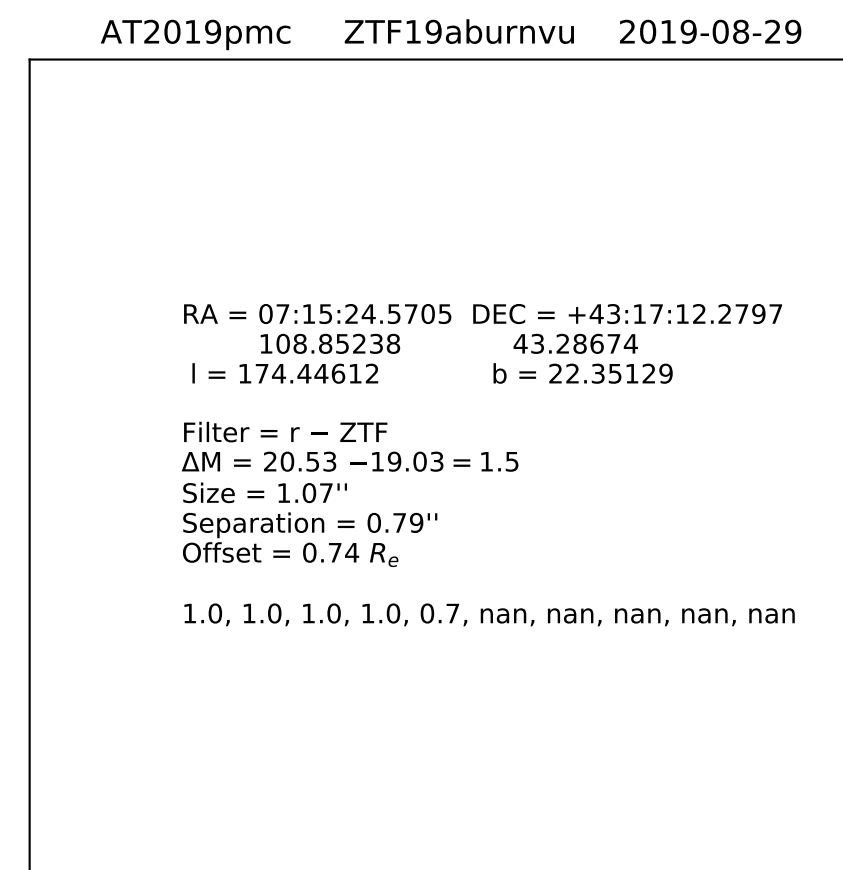 AT2019pmc ZTF19aburnvu 2019-08-29
RA = 07:15:24.5705 DEC = +43:17:12.2797
108.85238 43.28674
l = 174.44612 b = 22.35129
Filter = r − ZTF
ΔM = 20.53 −19.03 = 1.5
Size = 1.07''
Separation = 0.79''
Offset = 0.74 Re
1.0, 1.0, 1.0, 1.0, 0.7, nan, nan, nan, nan, nan